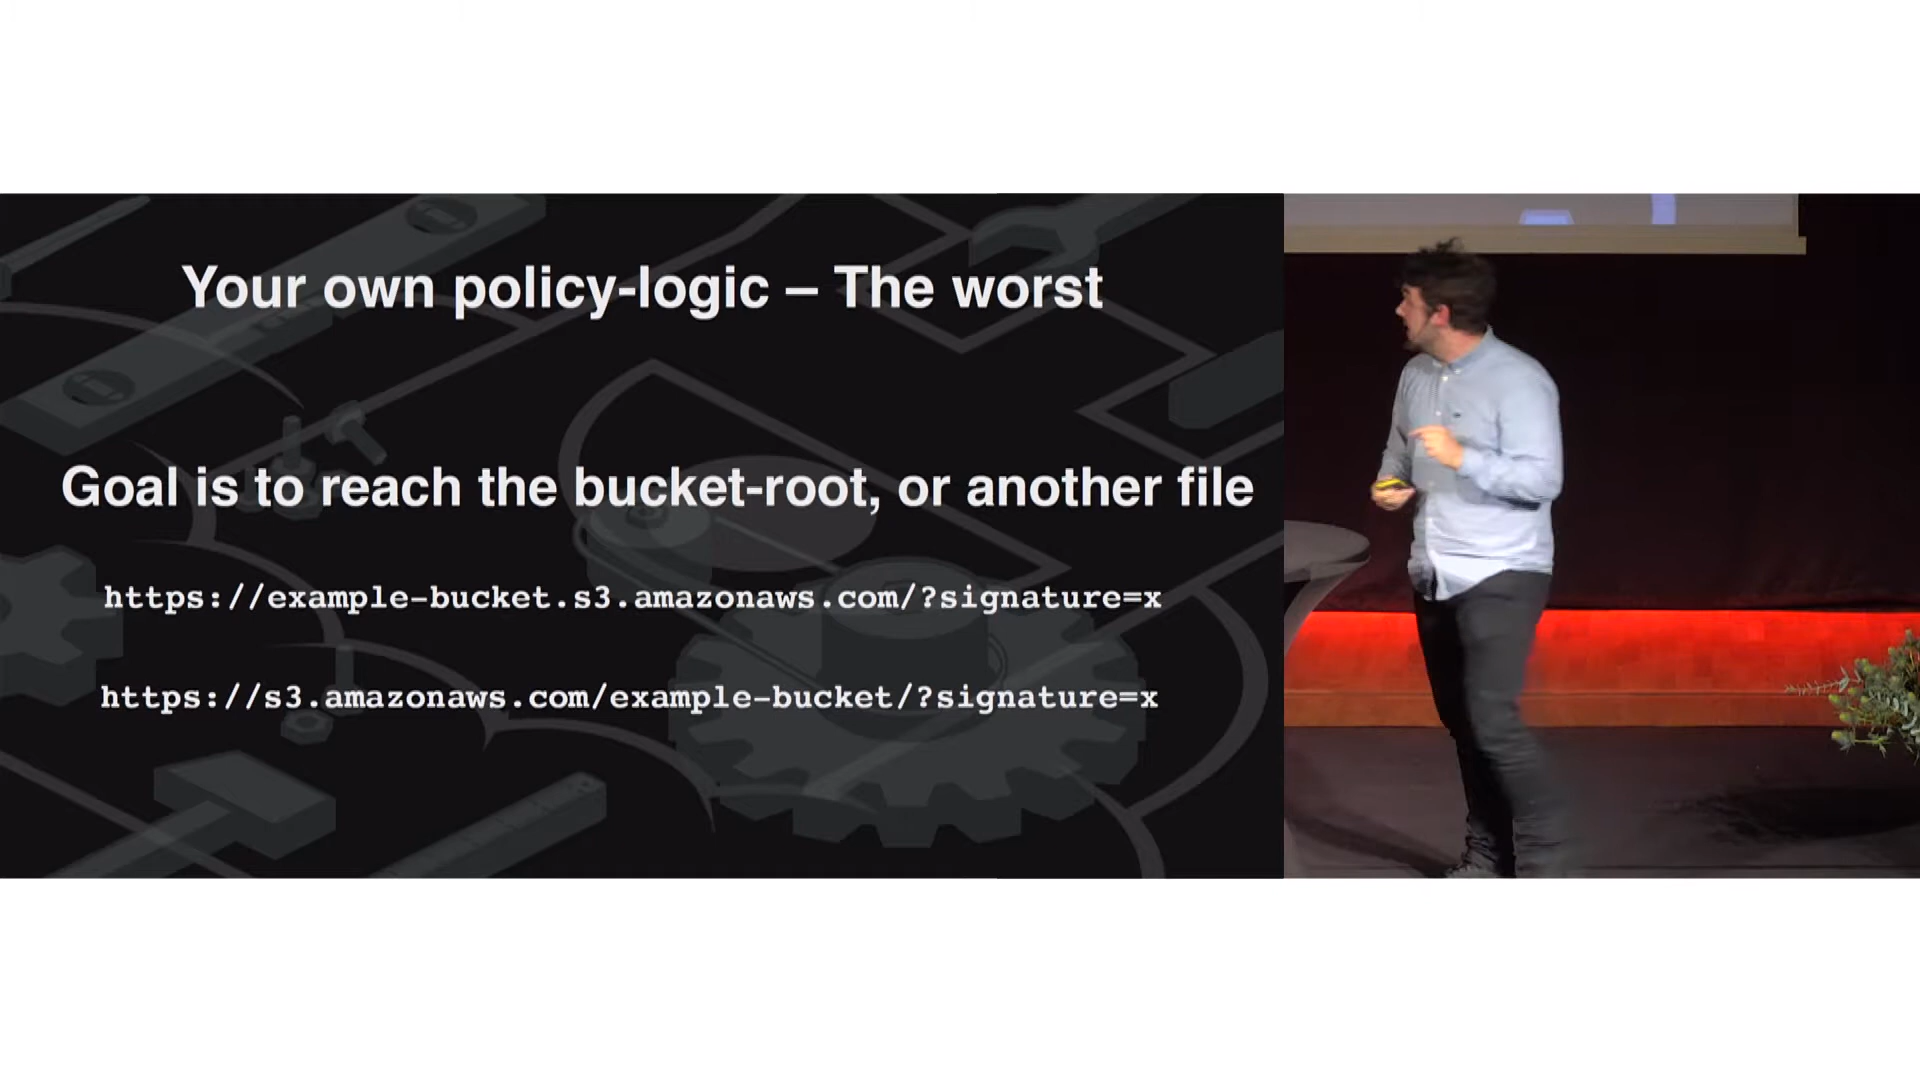 Your own policy-logic – The worst
Goal is to reach the bucket-root, or another file
https://example-bucket.s3.amazonaws.com/?signature=x
https://s3.amazonaws.com/example-bucket/?signature=x